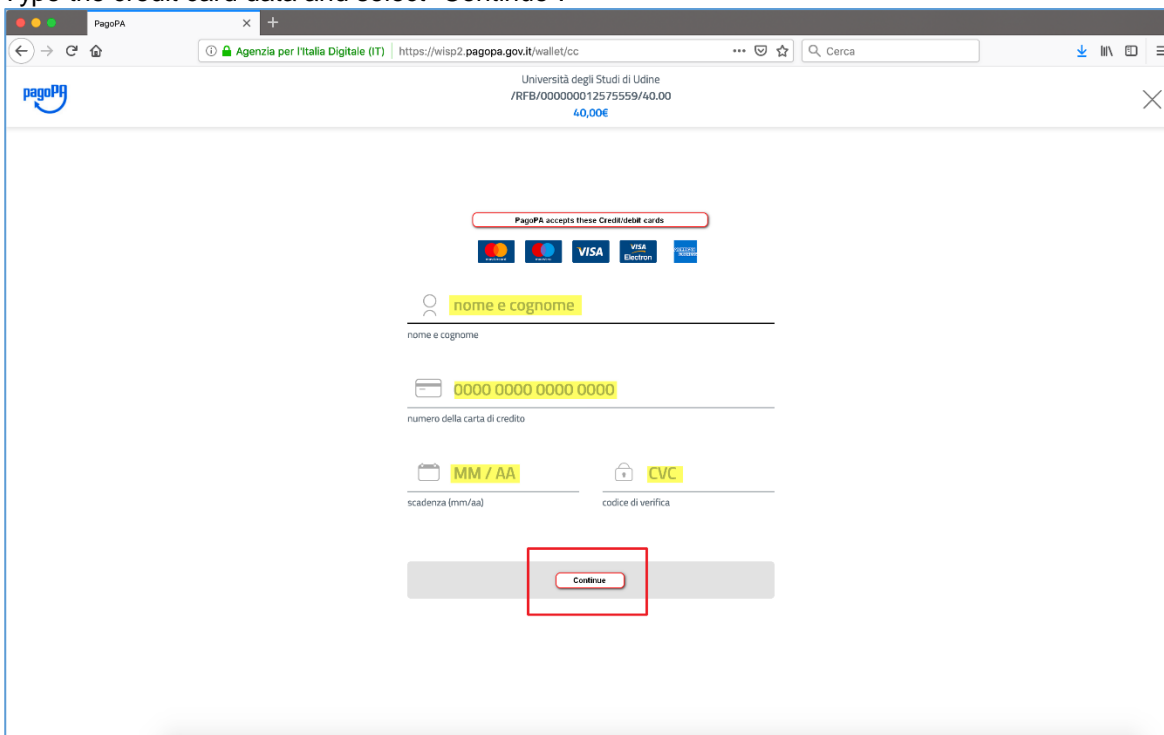 Type the credit card data and select "Continue".
PagoPA
Agenzia per l'Italia Digitale (IT) https://wisp2.pagopa.gov.it/wallet/cc Cerca
pagoPA
Università degli Studi di Udine
/RFB/000000012575559/40.00
40,00€
PagoPA accepts these Credit/debit cards
VISA VISA Electron
nome e cognome
nome e cognome
0000 0000 0000 0000
numero della carta di credito
MM / AA CVC
scadenza (mm/aa) codice di verifica
Continue